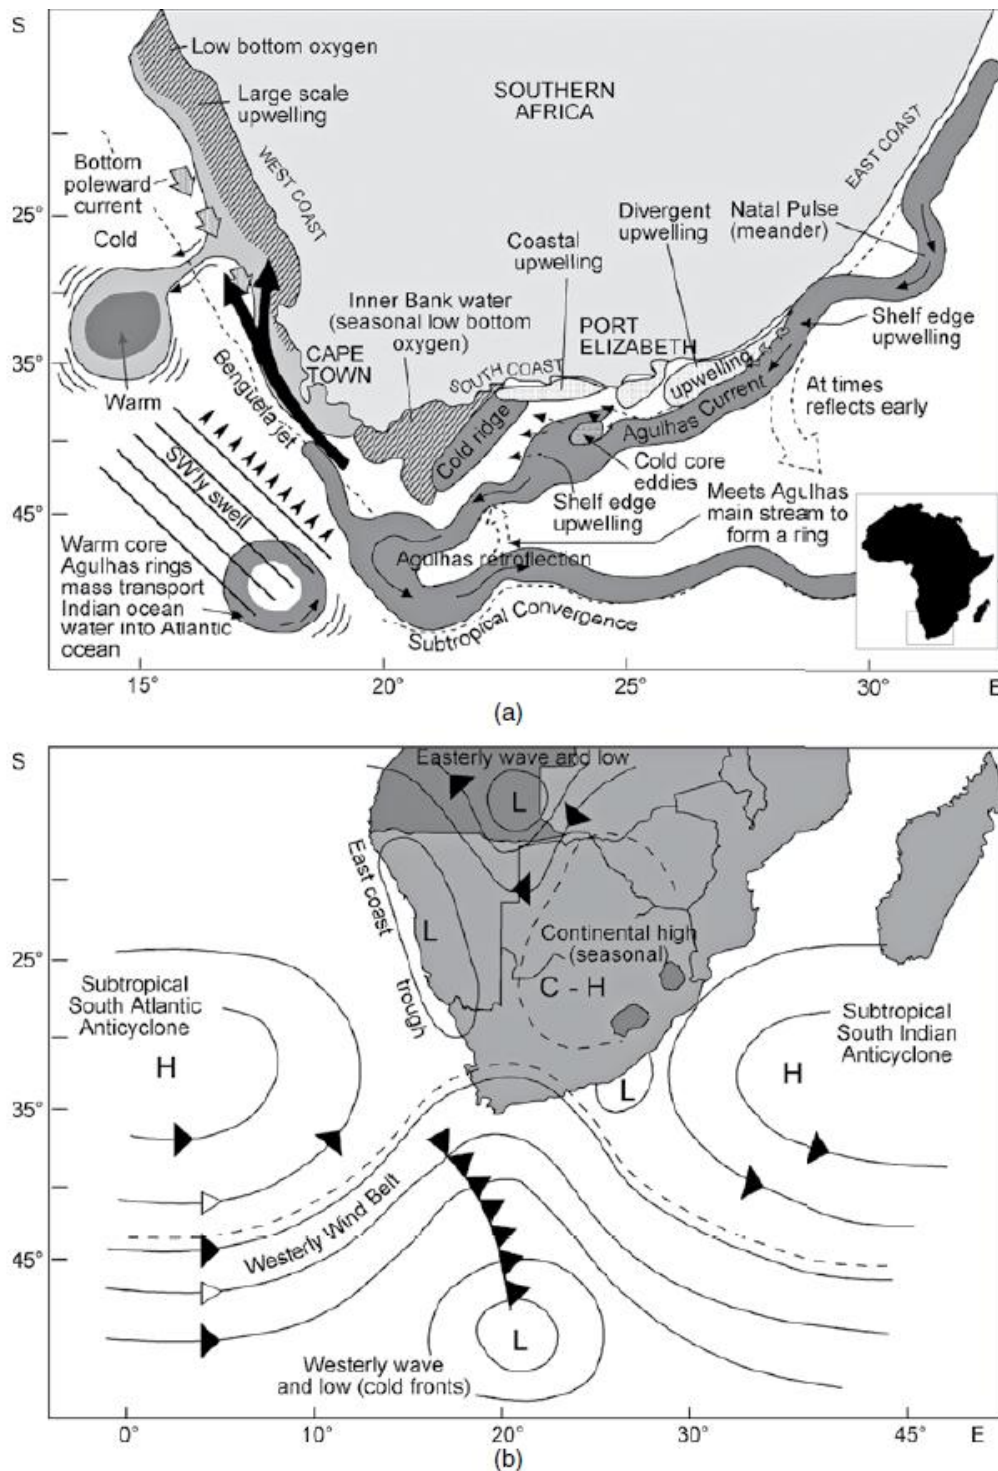 S
Low bottom oxygen
Large scale
upwelling
SOUTHERN
AFRICA
WEST COAST
EAST COAST
Bottom
poleward
current
25°
Cold
Coastal
upwelling
Divergent
upwelling
Natal Pulse
(meander)
Inner Bank water
(seasonal low bottom
oxygen)
PORT
ELIZABETH
Shelf edge
upwelling
CAPE
TOWN
SOUTH COAST
upwelling
35°
Warm
Benguela jet
Agulhas Current
At times
reflects early
Cold ridge
SW'ly swell
Cold core
eddies
Shelf edge
upwelling
Meets Agulhas
main stream to
form a ring
45°
Warm core
Agulhas rings
mass transport
Indian ocean
water into Atlantic
ocean
Agulhas retroflection
Subtropical Convergence
15°
20°
25°
30°
E
(a)
S
Easterly wave and low
L
East coast
trough
L
Continental high
(seasonal)
C - H
25°
Subtropical
South Atlantic
Anticyclone
H
Subtropical
South Indian
Anticyclone
H
L
35°
Westerly Wind Belt
45°
L
Westerly wave
and low (cold fronts)
0°
10°
20°
30°
45°
E
(b)